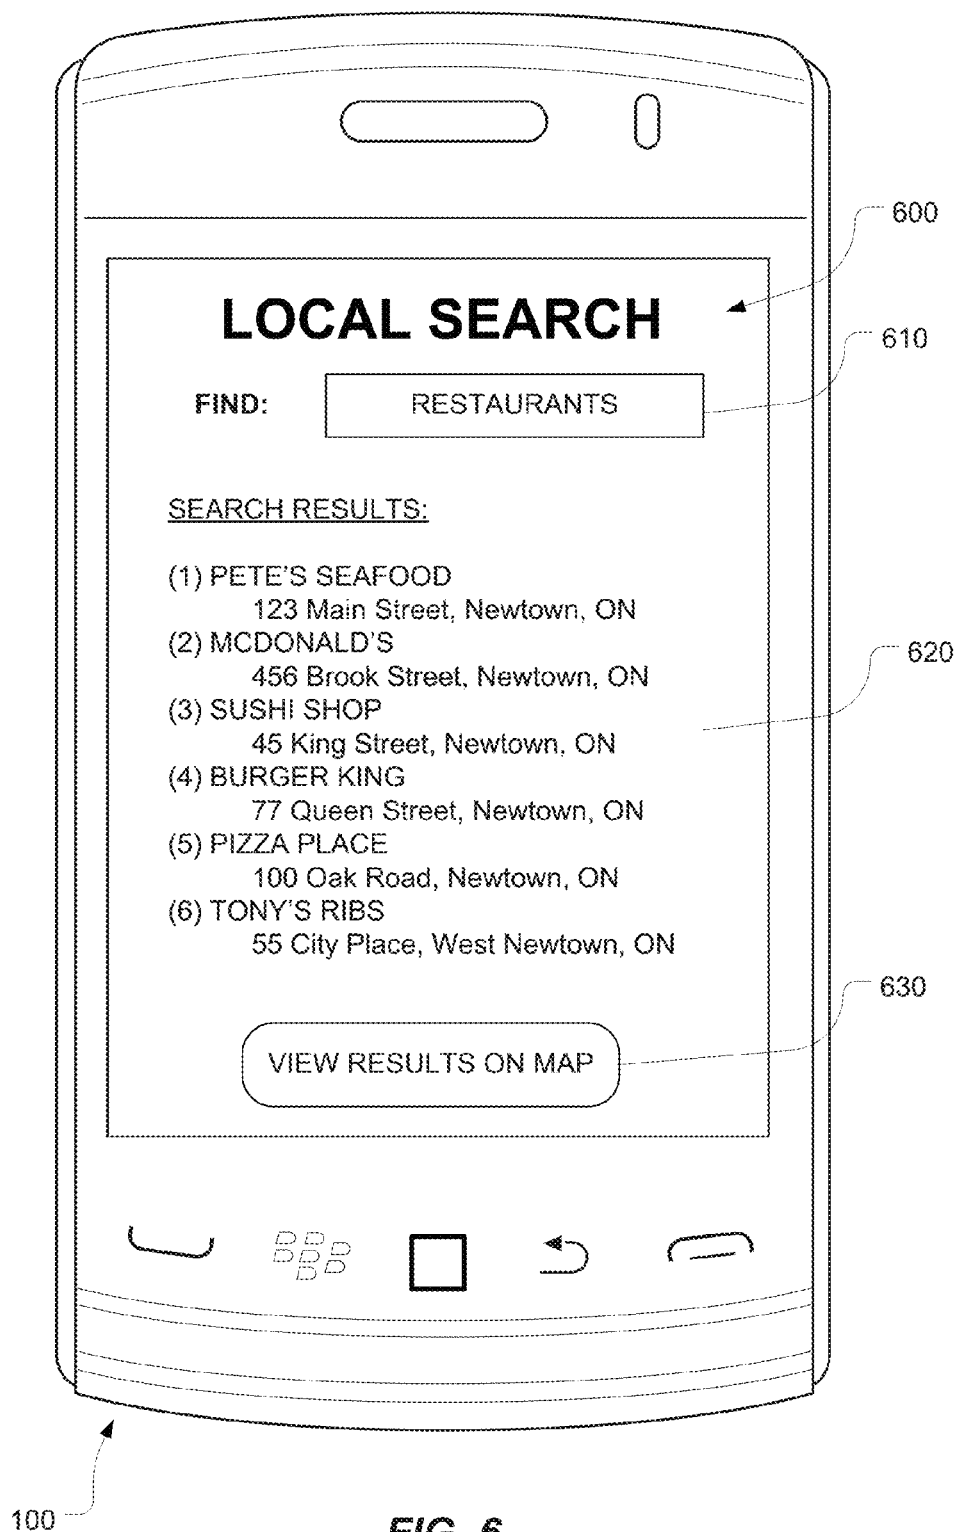 600
LOCAL SEARCH
610
FIND: RESTAURANTS
SEARCH RESULTS:
(1) PETE'S SEAFOOD
123 Main Street, Newtown, ON
(2) MCDONALD'S
456 Brook Street, Newtown, ON
620
(3) SUSHI SHOP
45 King Street, Newtown, ON
(4) BURGER KING
77 Queen Street, Newtown, ON
(5) PIZZA PLACE
100 Oak Road, Newtown, ON
(6) TONY'S RIBS
55 City Place, West Newtown, ON
630
VIEW RESULTS ON MAP
100
FIG. 6